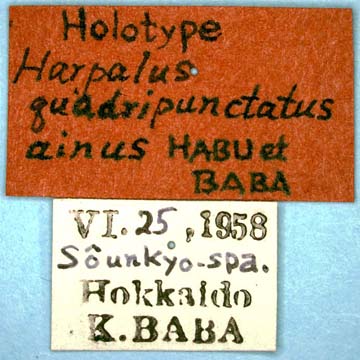 Holotype
Harpalus
quadripunctatus
ainus HABU et
BABA
VI. 25, 1958
Sôunkyo-spa.
Hokkaido
K. BABA